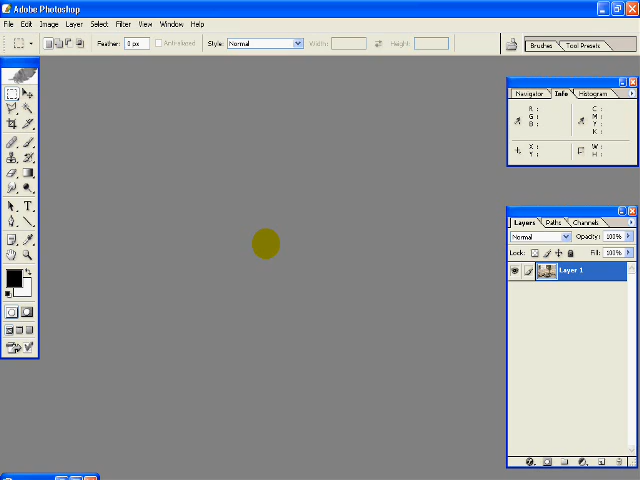 Adobe Photoshop
File Edit Image Layer Select Filter View Window Help
Feather: 0 px Anti-aliased Style: Normal Width: Height: Brushes Tool Presets
Navigator Info Histogram
R : C :
G : M :
B : Y :
K :
X : W :
Y : H :
Layers Paths Channels
Normal Opacity: 100%
Lock: Fill: 100%
Layer 1